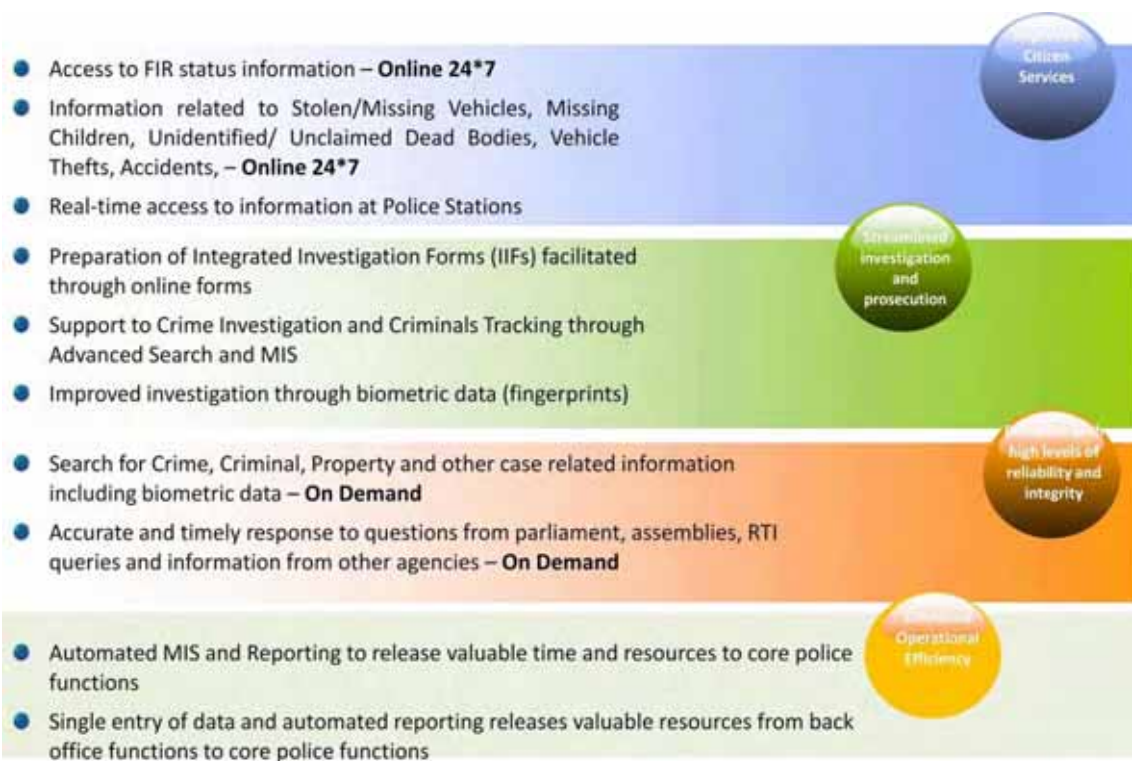 Access to FIR status information – Online 24*7
Information related to Stolen/Missing Vehicles, Missing
Children, Unidentified/ Unclaimed Dead Bodies, Vehicle
Thefts, Accidents, – Online 24*7
Real-time access to information at Police Stations
Citizen
Services
Preparation of Integrated Investigation Forms (IIFs) facilitated
through online forms
Support to Crime Investigation and Criminals Tracking through
Advanced Search and MIS
Improved investigation through biometric data (fingerprints)
Streamlined
investigation
and
prosecution
Search for Crime, Criminal, Property and other case related information
including biometric data – On Demand
Accurate and timely response to questions from parliament, assemblies, RTI
queries and information from other agencies – On Demand
high levels of
reliability and
integrity
Automated MIS and Reporting to release valuable time and resources to core police
functions
Single entry of data and automated reporting releases valuable resources from back
office functions to core police functions
Operational
Efficiency